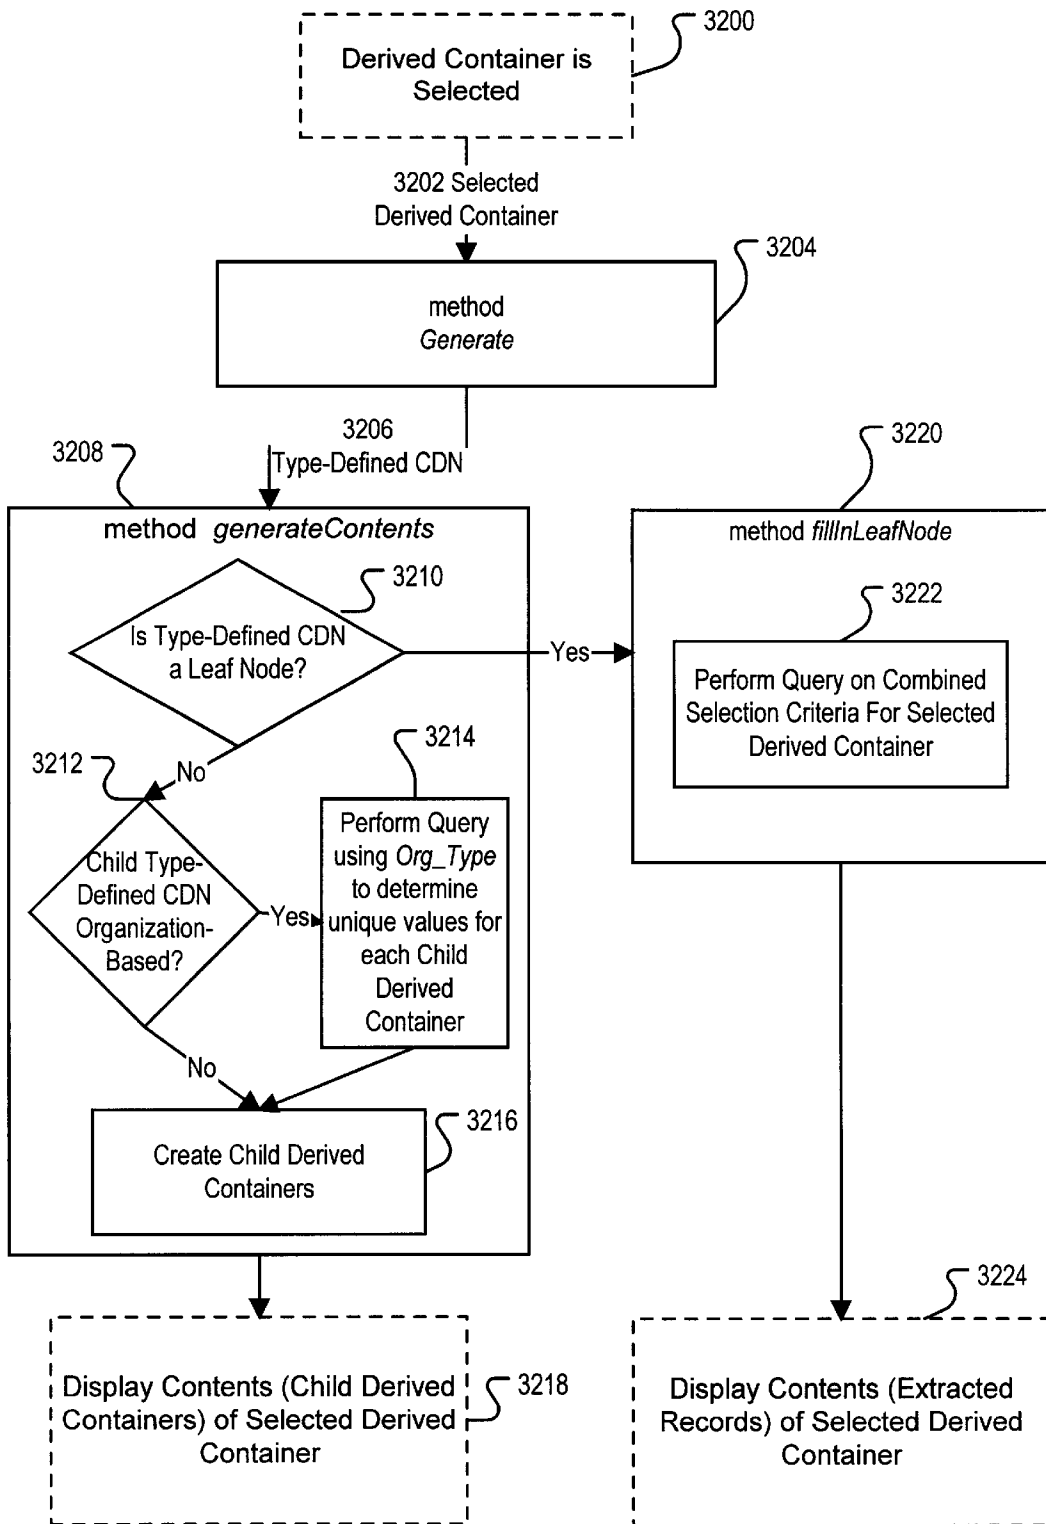 3200
Derived Container is
Selected
3202 Selected
Derived Container
3204
method
Generate
3206
Type-Defined CDN
3208
3220
method generateContents
method fillInLeafNode
3210
3222
Is Type-Defined CDN
a Leaf Node?
Yes
Perform Query on Combined
Selection Criteria For Selected
Derived Container
No
3212
3214
Child Type-
Defined CDN
Organization-
Based?
Yes
Perform Query
using Org_Type
to determine
unique values for
each Child
Derived
Container
No
3216
Create Child Derived
Containers
3224
3218
Display Contents (Child Derived
Containers) of Selected Derived
Container
Display Contents (Extracted
Records) of Selected Derived
Container